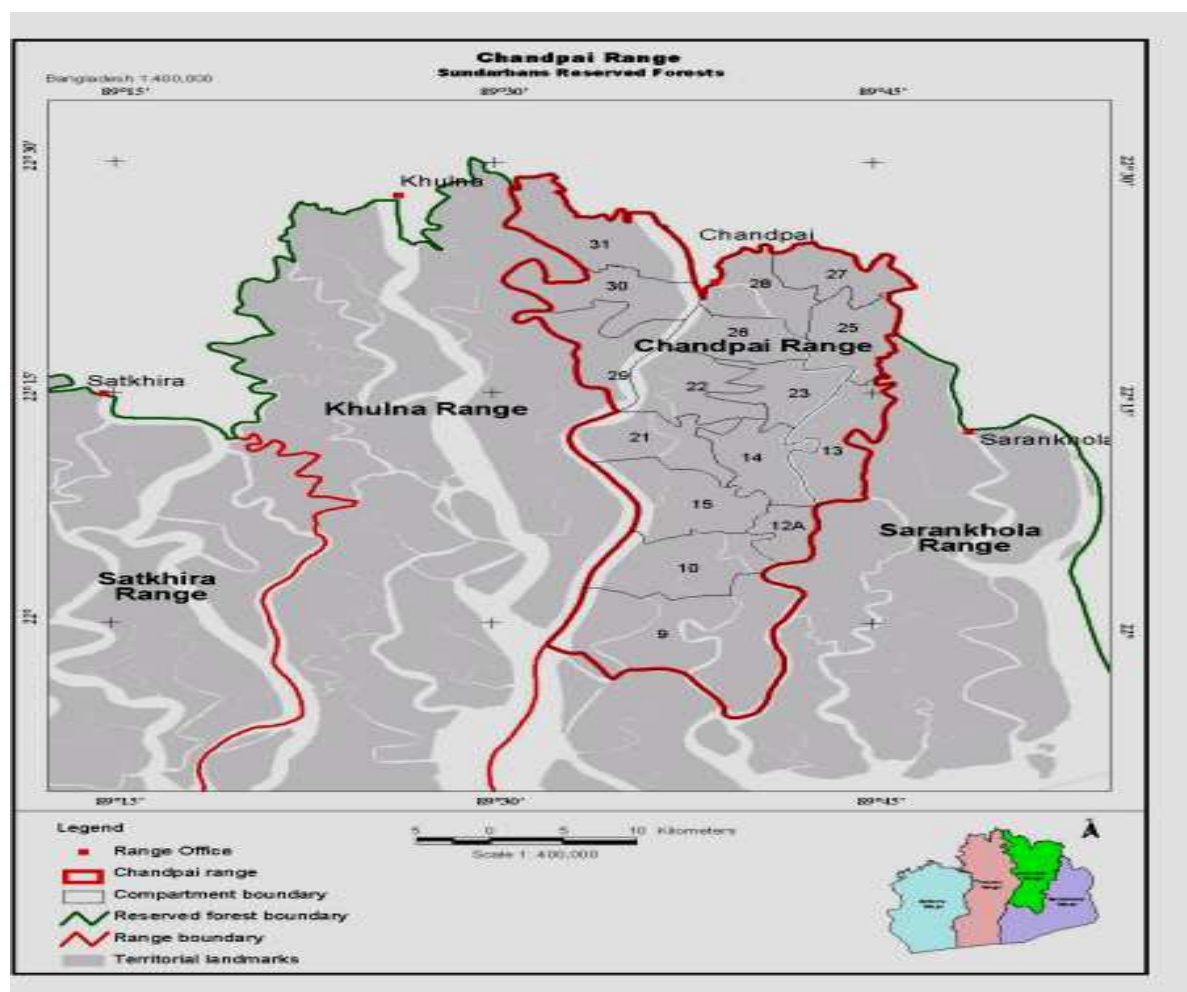 Chandpai Range
Sundarbans Reserved Forests
Bangladesh 1:400,000
89°15' 89°30' 89°45'
22°30' 22°30'
Khulna
Chandpai
31
27
28
30
25
28
Chandpai Range
29
22°15' 22°15'
Satkhira
22
23
Khulna Range
21
Sarankhola
13
14
15
12A
Sarankhola
Range
10
Satkhira
Range
22° 22°
9
89°15' 89°30' 89°45'
Legend
Range Office
Chandpai range
Compartment boundary
Reserved forest boundary
Range boundary
Territorial landmarks
5 0 5 10 Kilometers
Scale 1:400,000